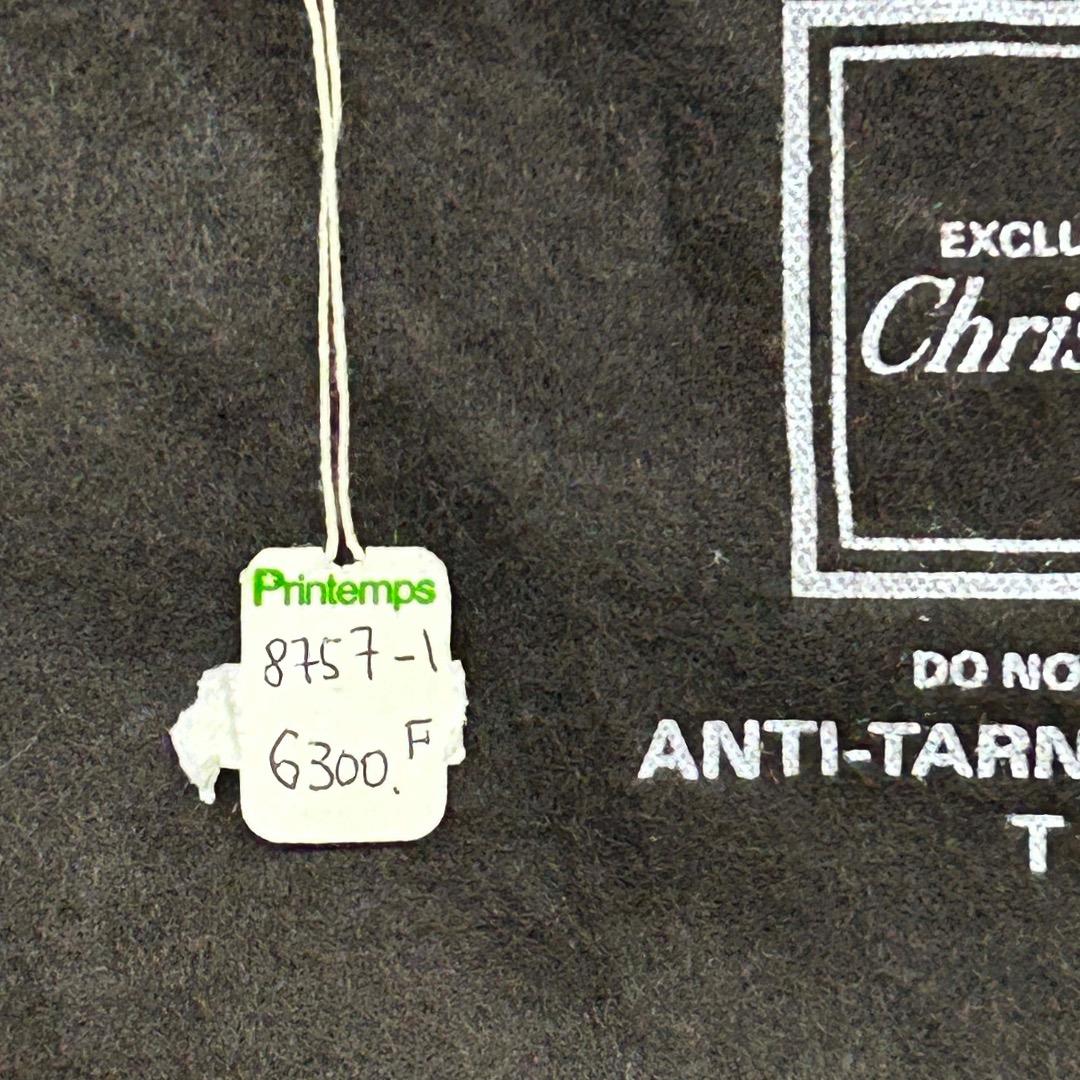 Printemps
8757-1
6300.F
EXCLU
Chris
DO NO
ANTI-TARN
T